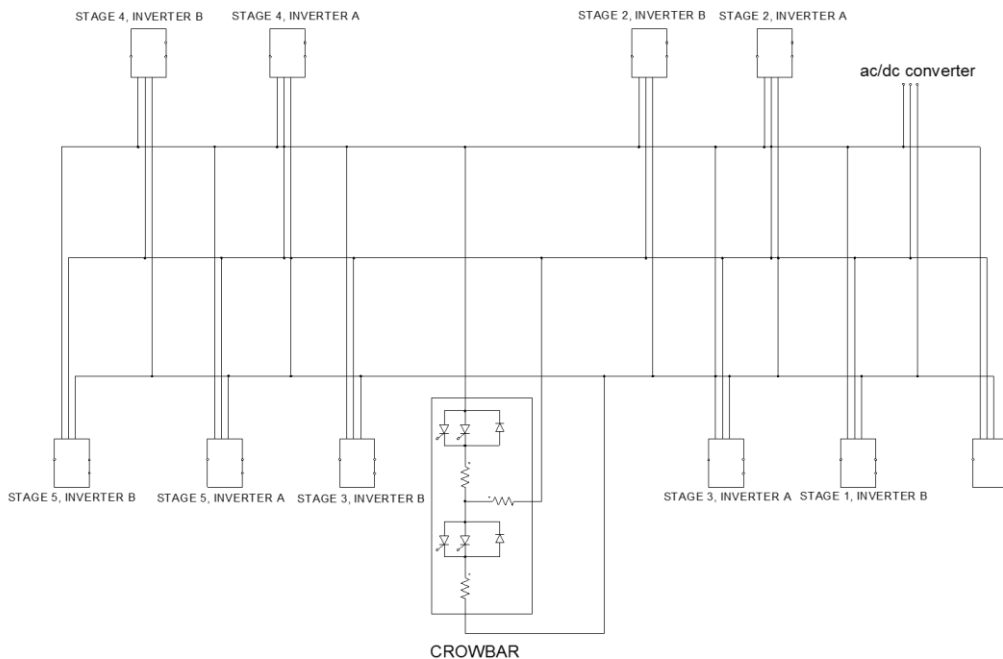 STAGE 4, INVERTER B
STAGE 4, INVERTER A
STAGE 2, INVERTER B
STAGE 2, INVERTER A
ac/dc converter
STAGE 5, INVERTER B
STAGE 5, INVERTER A
STAGE 3, INVERTER B
STAGE 3, INVERTER A
STAGE 1, INVERTER B
CROWBAR